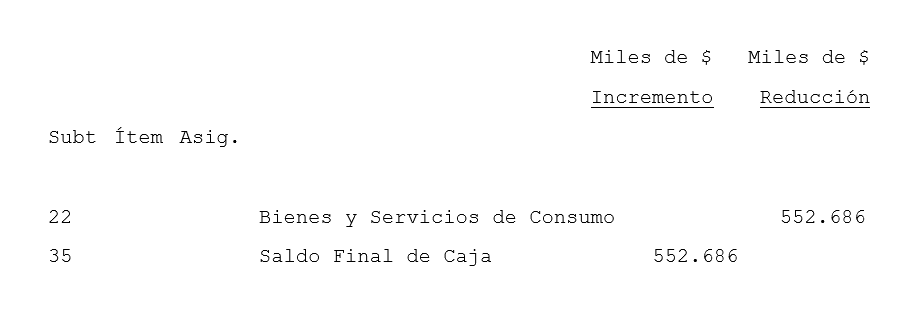 Miles de $ Miles de $
Incremento Reducción
Subt Ítem Asig.
22 Bienes y Servicios de Consumo 552.686
35 Saldo Final de Caja 552.686